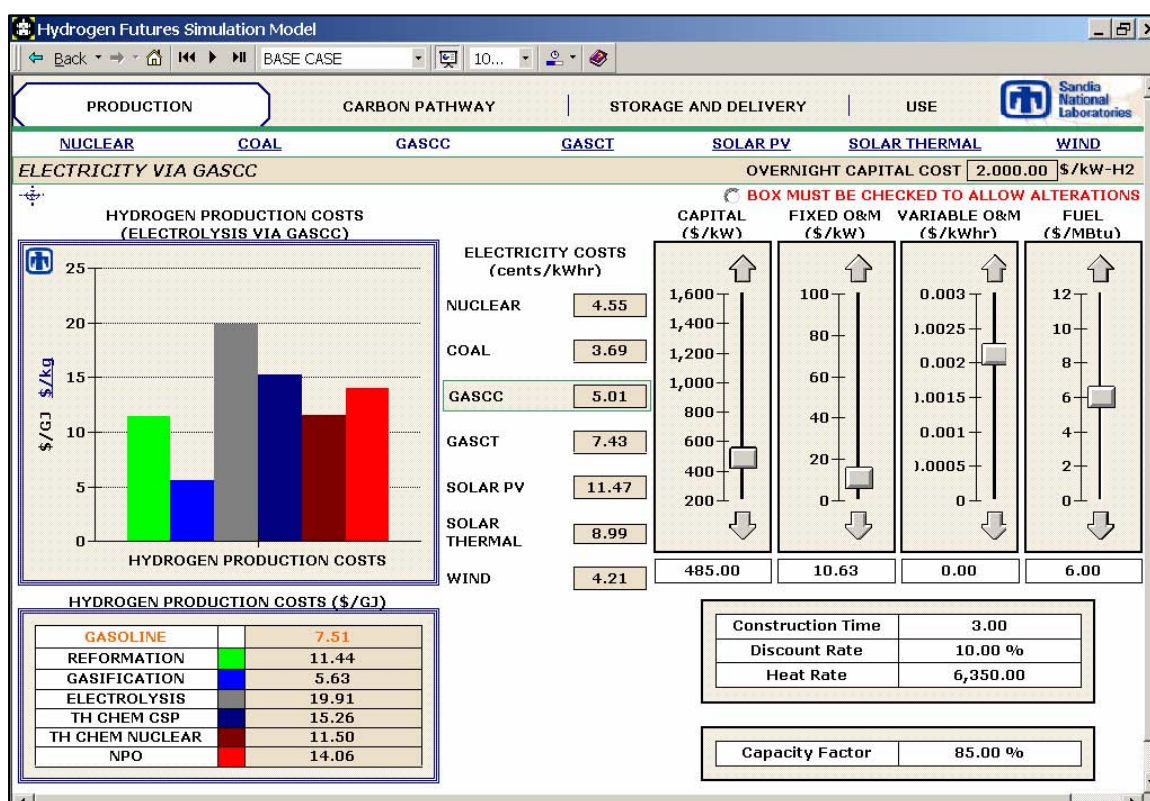 Hydrogen Futures Simulation Model
Back BASE CASE 10...
PRODUCTION CARBON PATHWAY STORAGE AND DELIVERY USE
Sandia
National
Laboratories
NUCLEAR COAL GASCC GASCT SOLAR PV SOLAR THERMAL WIND
ELECTRICITY VIA GASCC OVERNIGHT CAPITAL COST 2.000.00 $/kW-H2
BOX MUST BE CHECKED TO ALLOW ALTERATIONS
HYDROGEN PRODUCTION COSTS
(ELECTROLYSIS VIA GASCC)
25
20
15
10
5
0
$/GJ $/kg
HYDROGEN PRODUCTION COSTS
ELECTRICITY COSTS
(cents/kWhr)
NUCLEAR 4.55
COAL 3.69
GASCC 5.01
GASCT 7.43
SOLAR PV 11.47
SOLAR
THERMAL 8.99
WIND 4.21
CAPITAL
($/kW)
1,600
1,400
1,200
1,000
800
600
400
200
485.00
FIXED O&M
($/kW)
100
80
60
40
20
0
10.63
VARIABLE O&M
($/kWhr)
0.003
).0025
0.002
).0015
0.001
).0005
0
0.00
FUEL
($/MBtu)
12
10
8
6
4
2
0
6.00
HYDROGEN PRODUCTION COSTS ($/GJ)
GASOLINE 7.51
REFORMATION 11.44
GASIFICATION 5.63
ELECTROLYSIS 19.91
TH CHEM CSP 15.26
TH CHEM NUCLEAR 11.50
NPO 14.06
Construction Time 3.00
Discount Rate 10.00 %
Heat Rate 6,350.00
Capacity Factor 85.00 %